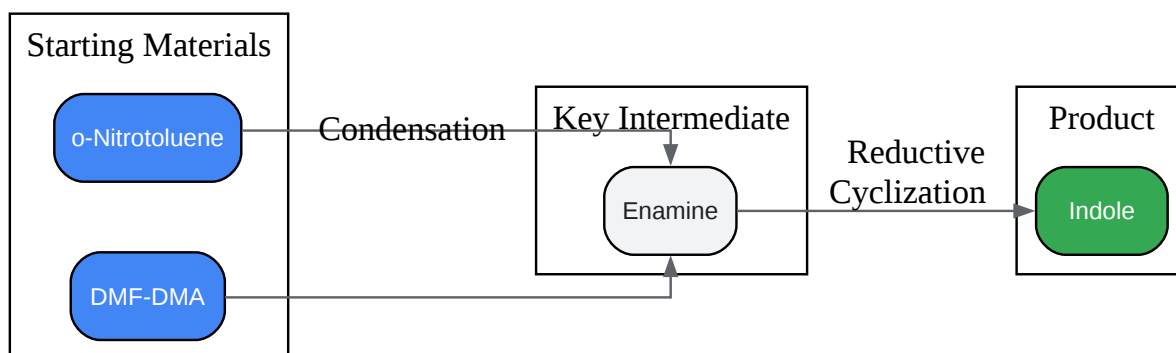 Starting Materials
o-Nitrotoluene
DMF-DMA
Condensation
Key Intermediate
Enamine
Reductive
Cyclization
Product
Indole